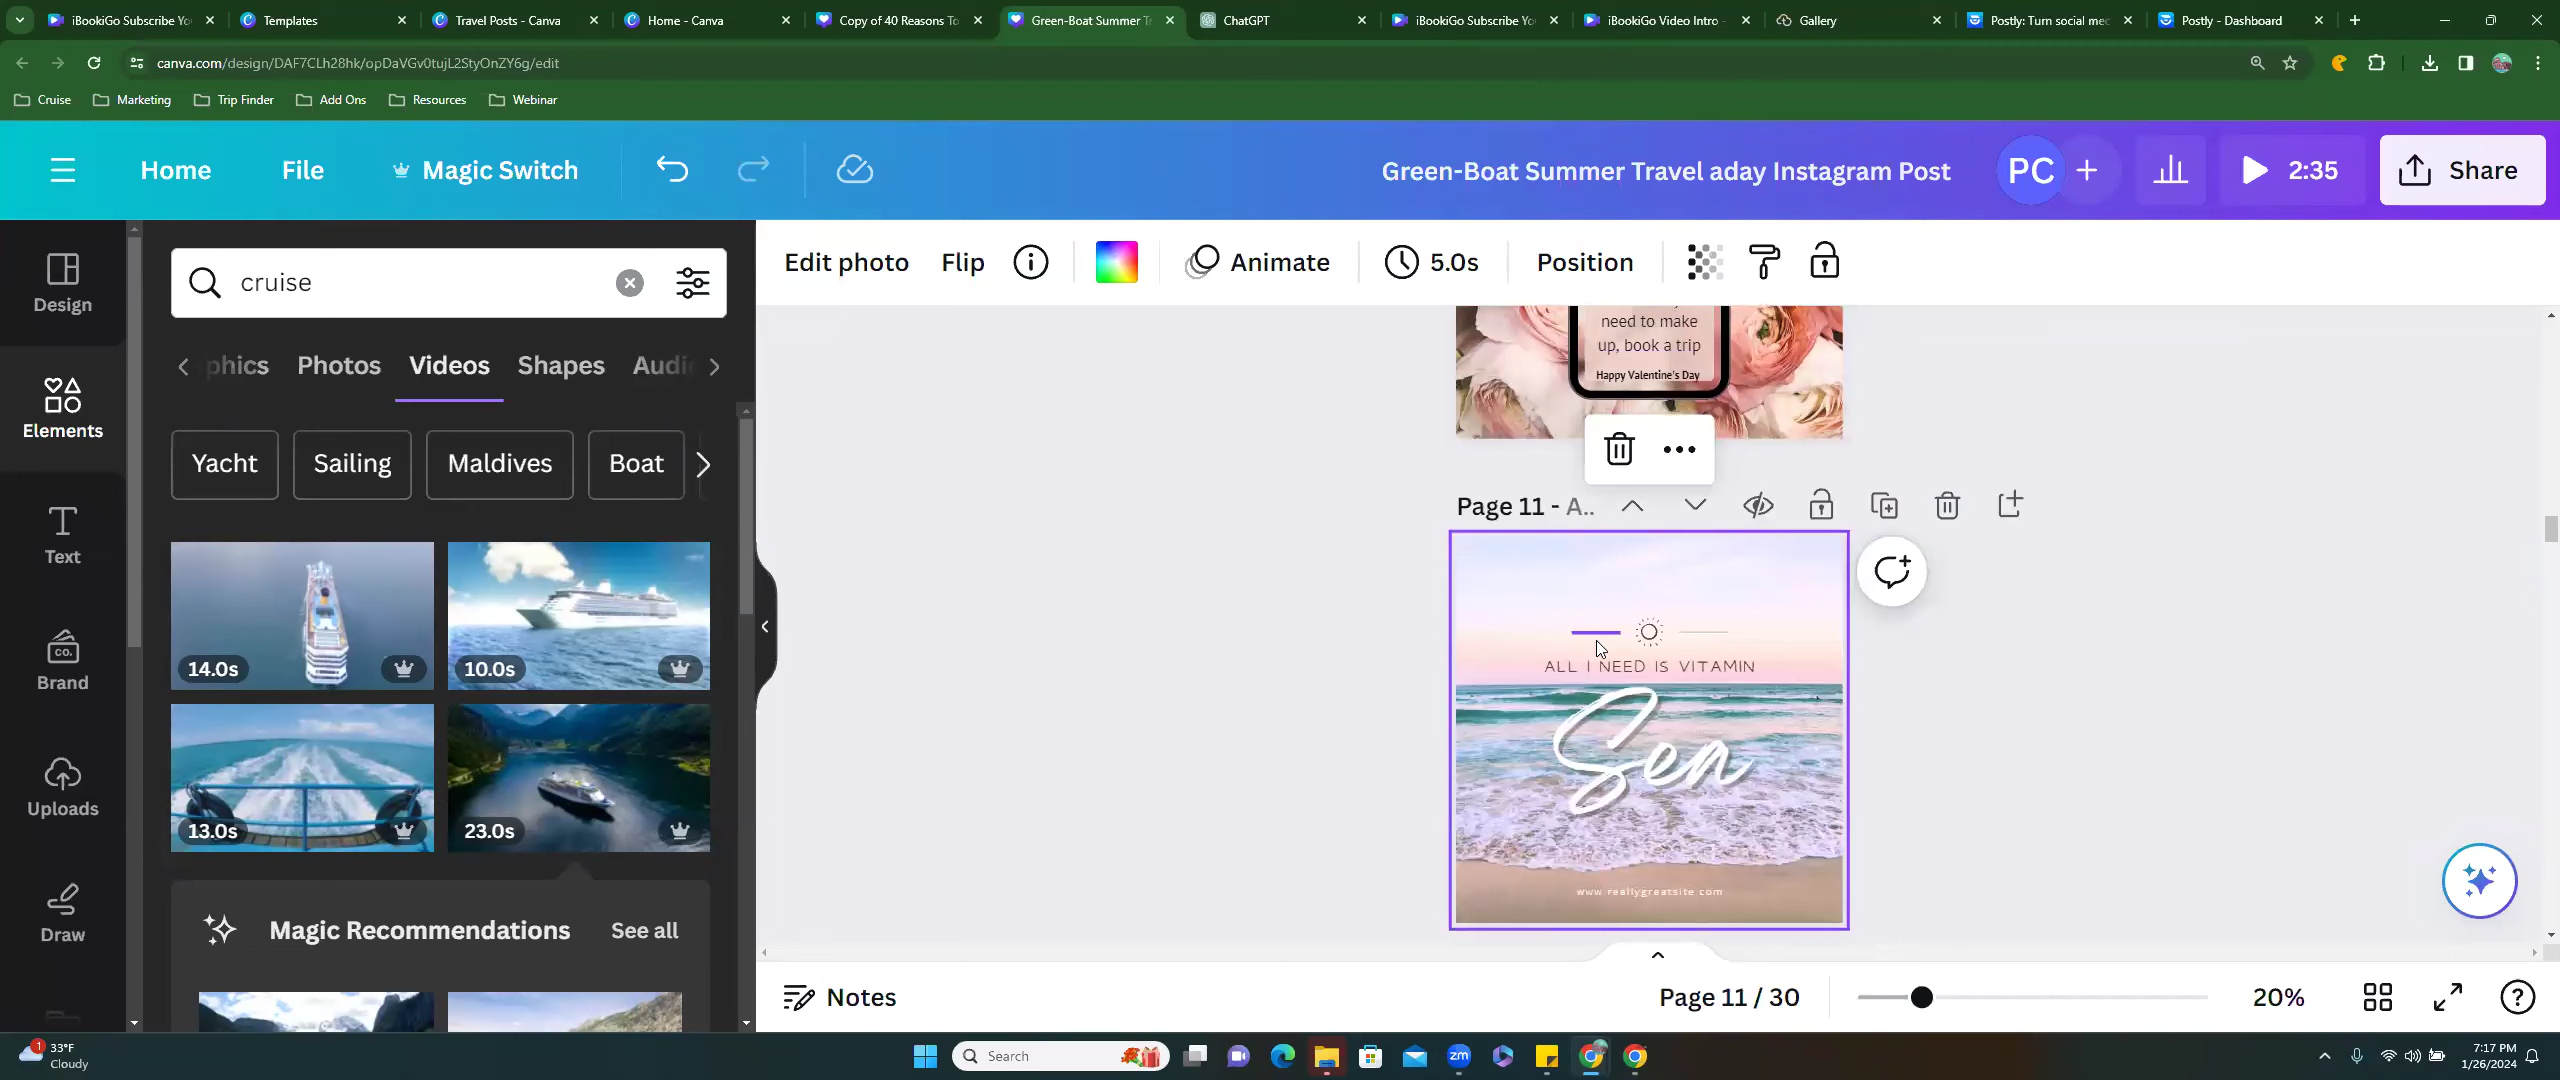 iBookiGo Subscribe Yo
Templates
Travel Posts - Canva
Home - Canva
Copy of 40 Reasons To
Green-Boat Summer Tr
ChatGPT
iBookiGo Subscribe Yo
iBookiGo Video Intro -
Gallery
Postly: Turn social med
Postly - Dashboard
canva.com/design/DAF7CLh28hk/opDaVGv0tujL2StyOnZY6g/edit
Cruise
Marketing
Trip Finder
Add Ons
Resources
Webinar
Home
File
Magic Switch
Green-Boat Summer Travel aday Instagram Post
PC
2:35
Share
Design
Elements
Text
Brand
CO.
Uploads
Draw
cruise
phics
Photos
Videos
Shapes
Audio
Yacht
Sailing
Maldives
Boat
14.0s
10.0s
13.0s
23.0s
Magic Recommendations
See all
Edit photo
Flip
Animate
5.0s
Position
need to make
up, book a trip
Happy Valentine's Day
Page 11 - A..
ALL I NEED IS VITAMIN
Sea
www.reallygreatsite.com
Notes
Page 11 / 30
20%
1
33°F
Cloudy
Search
zm
7:17 PM
1/26/2024